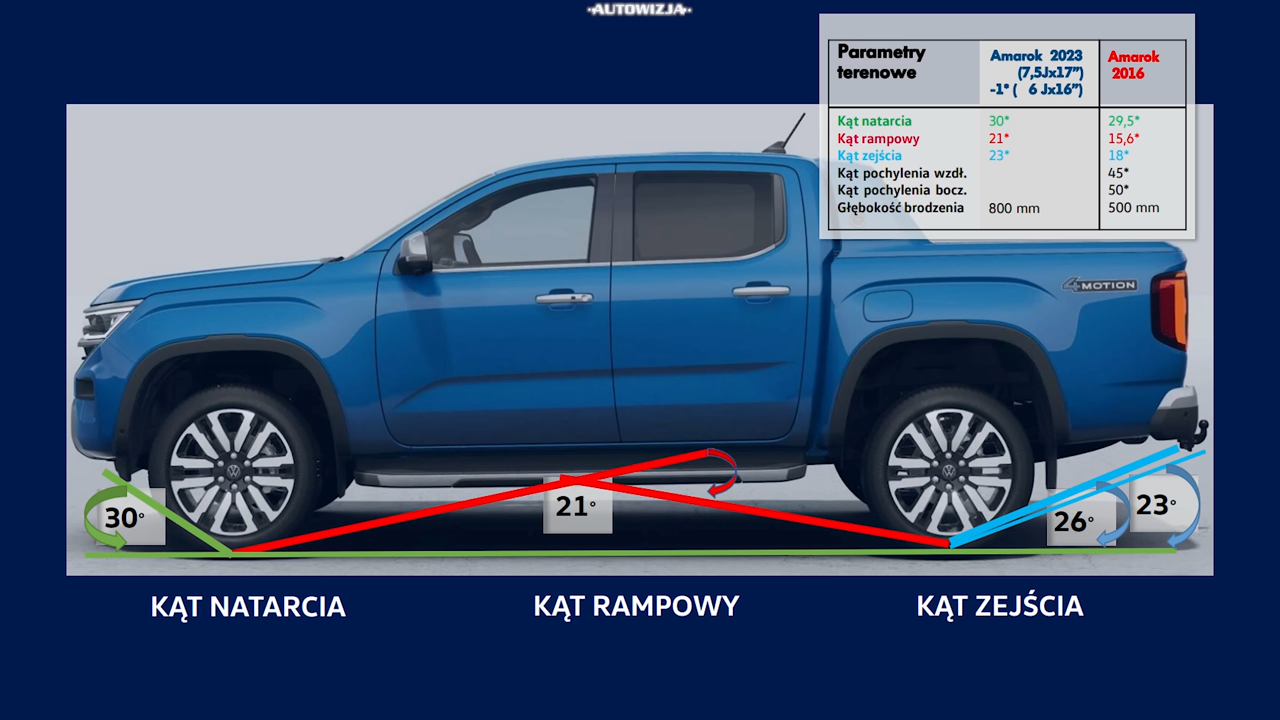 ·AUTOWIZJA·
Parametry terenowe
Amarok 2023
(7,5Jx17”)
-1° ( 6 Jx16”)
Amarok 2016
Kąt natarcia 30° 29,5°
Kąt rampowy 21° 15,6°
Kąt zejścia 23° 18°
Kąt pochylenia wzdł. 45°
Kąt pochylenia bocz. 50°
Głębokość brodzenia 800 mm 500 mm
4MOTION
30°
21°
26°
23°
KĄT NATARCIA
KĄT RAMPOWY
KĄT ZEJŚCIA